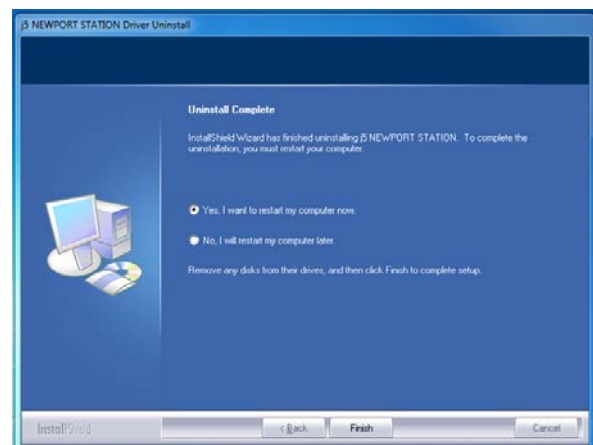 j5 NEWPORT STATION Driver Uninstall
Uninstall Complete
InstallShield Wizard has finished uninstalling j5 NEWPORT STATION. To complete the
uninstallation, you must restart your computer.
Yes, I want to restart my computer now.
No, I will restart my computer later.
Remove any disks from their drives, and then click Finish to complete setup.
InstallShield
< Back
Finish
Cancel